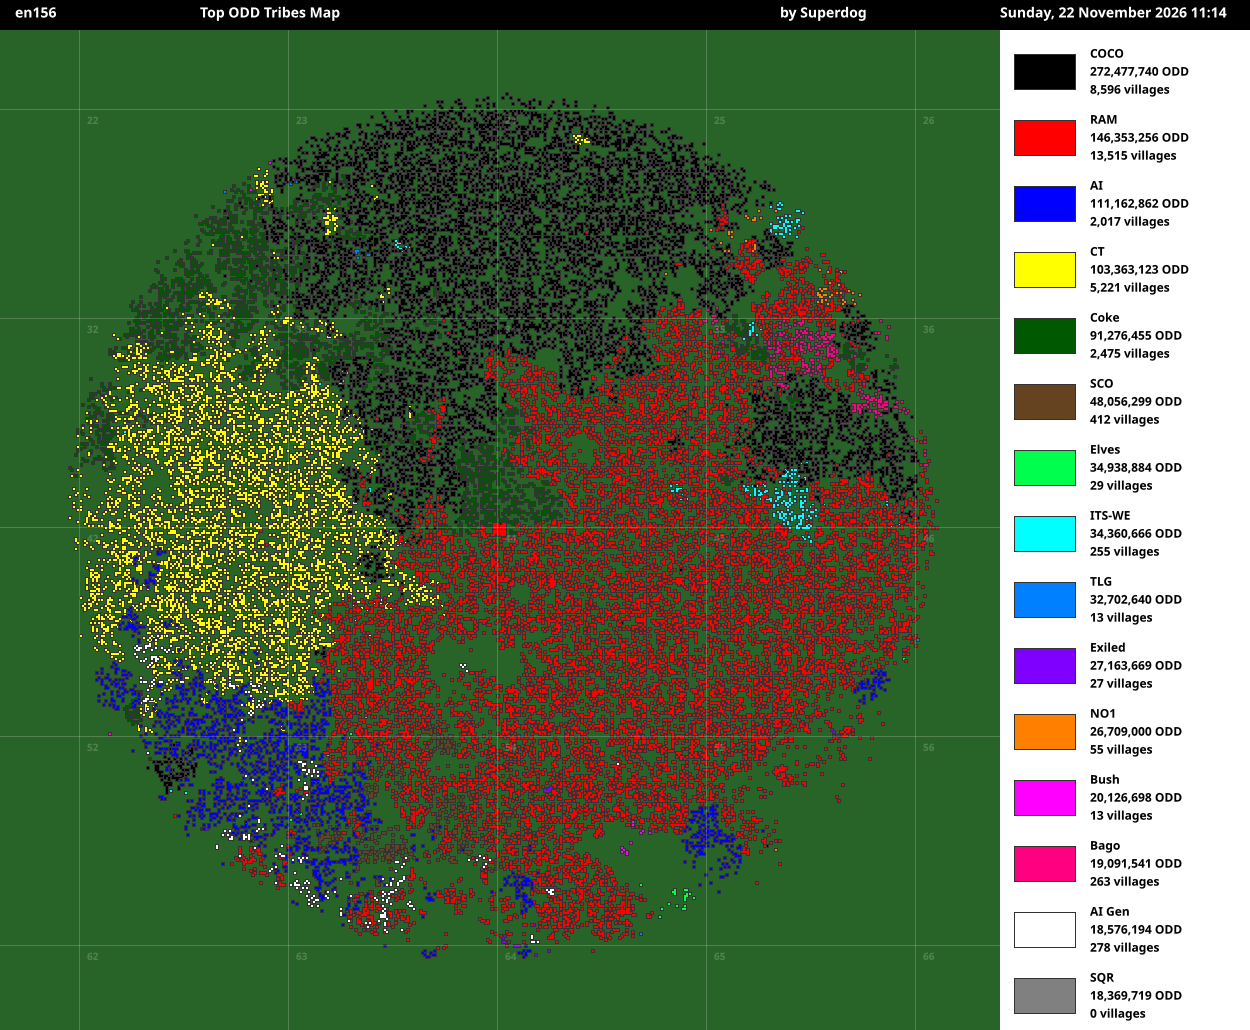 en156 Top ODD Tribes Map by Superdog Sunday, 22 November 2026 11:14
COCO
272,477,740 ODD
8,596 villages
RAM
146,353,256 ODD
13,515 villages
AI
111,162,862 ODD
2,017 villages
CT
103,363,123 ODD
5,221 villages
Coke
91,276,455 ODD
2,475 villages
SCO
48,056,299 ODD
412 villages
Elves
34,938,884 ODD
29 villages
ITS-WE
34,360,666 ODD
255 villages
TLG
32,702,640 ODD
13 villages
Exiled
27,163,669 ODD
27 villages
NO1
26,709,000 ODD
55 villages
Bush
20,126,698 ODD
13 villages
Bago
19,091,541 ODD
263 villages
AI Gen
18,576,194 ODD
278 villages
SQR
18,369,719 ODD
0 villages
22 23 25 26
32 35 36
52 56
62 63 64 65 66